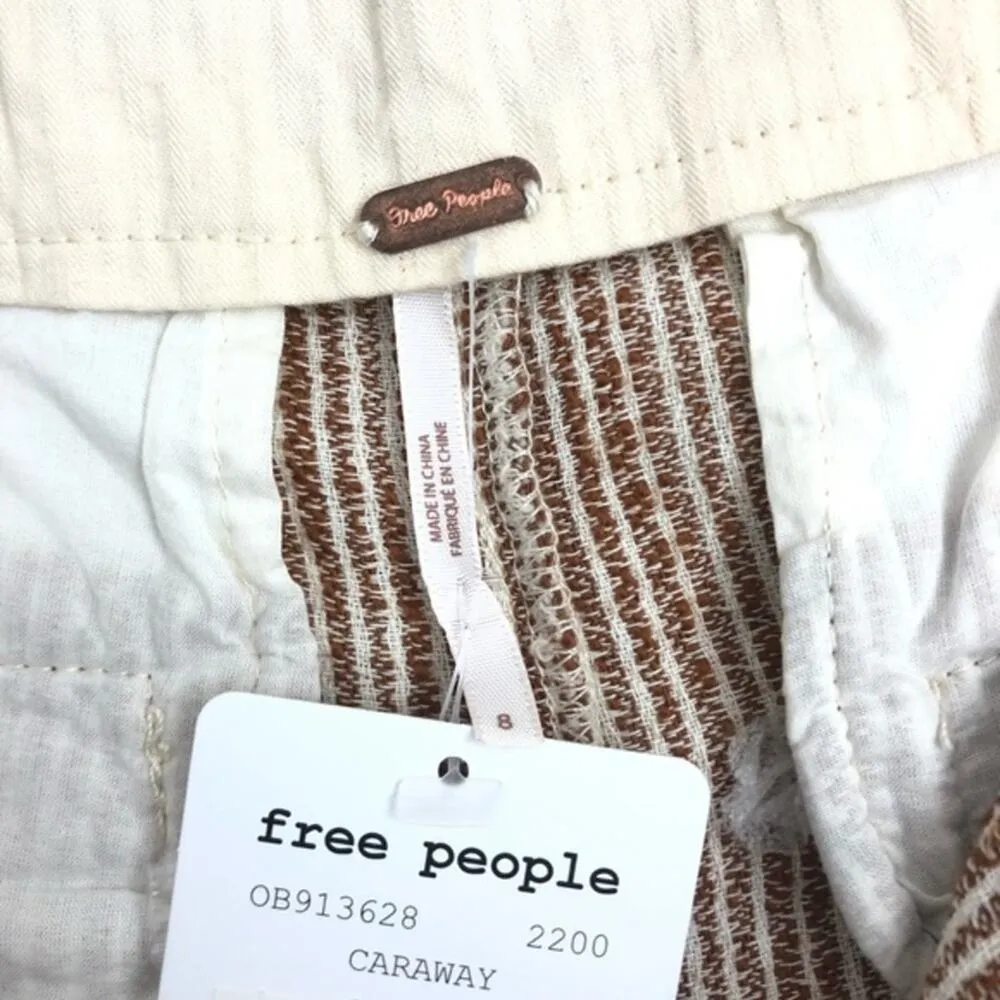 Free People
MADE IN CHINA
FABRIQUÉ EN CHINE
8
free people
OB913628 2200
CARAWAY